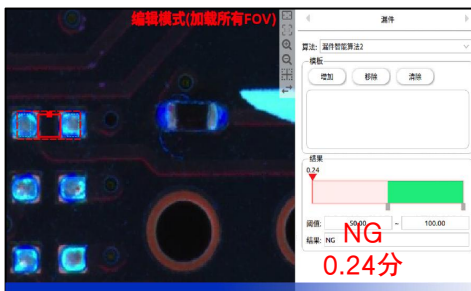 编辑模式(加载所有FOV)
漏件
算法: 漏件智能算法2
模板
增加
移除
清除
结果
0.24
阈值: 50.00 ~ 100.00
结果: NG
NG
0.24分